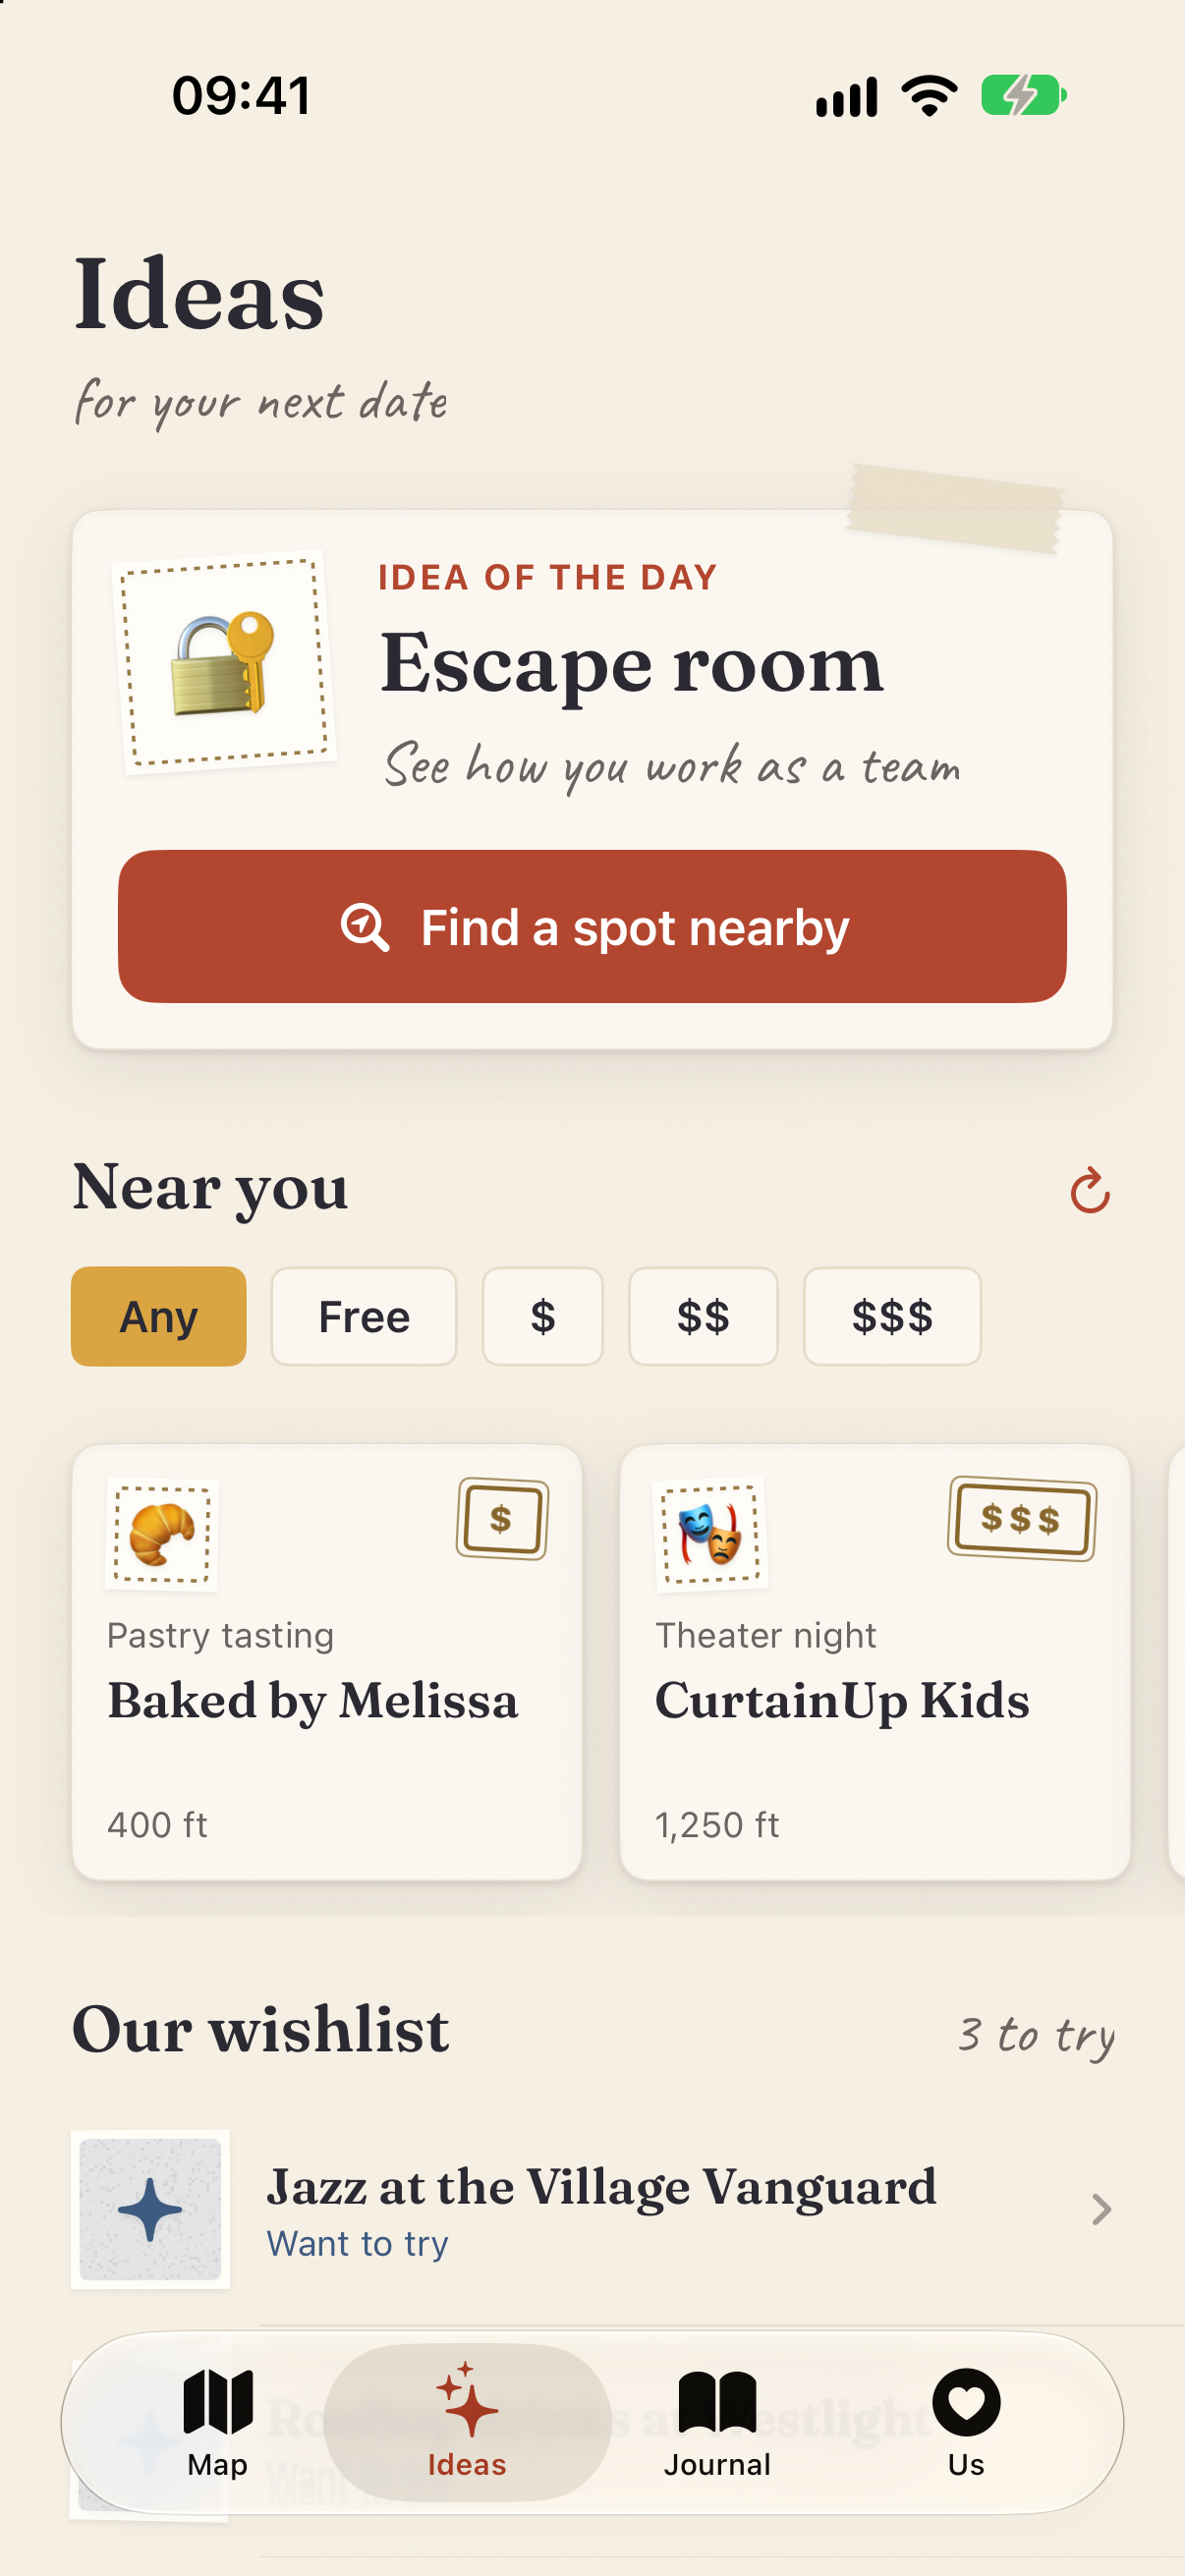 09:41
Ideas
for your next date
IDEA OF THE DAY
Escape room
See how you work as a team
Find a spot nearby
Near you
Any Free $ $$ $$$
$ $$$
Pastry tasting Theater night
Baked by Melissa CurtainUp Kids
400 ft 1,250 ft
Our wishlist 3 to try
Jazz at the Village Vanguard
Want to try
at Westlight
Map Ideas Journal Us